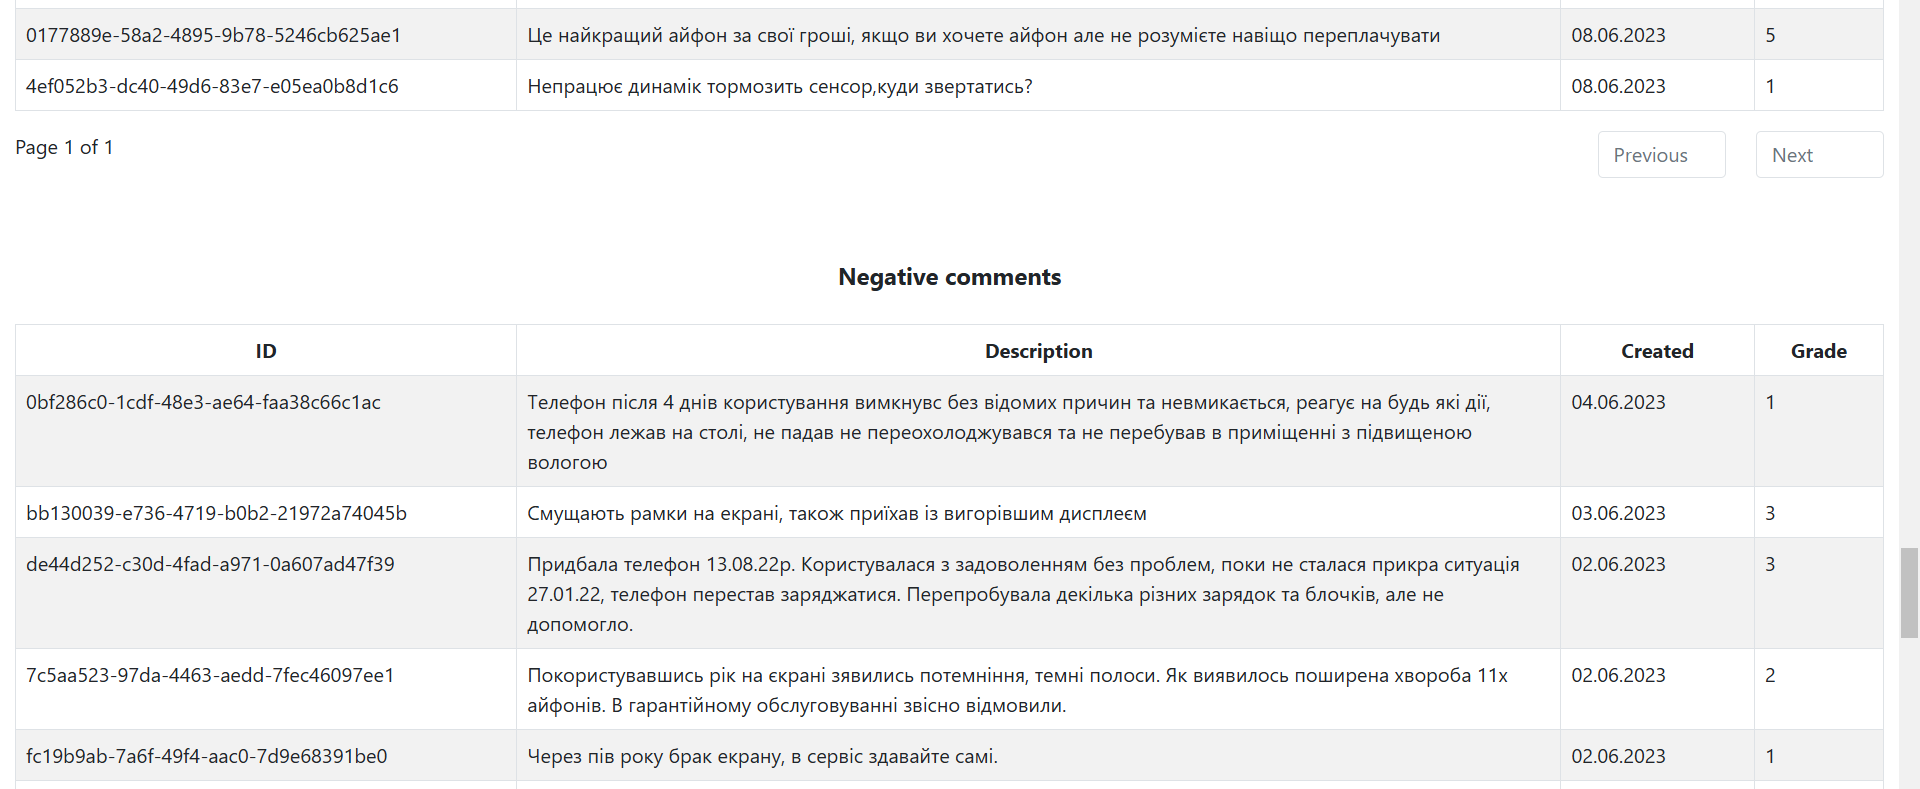 0177889e-58a2-4895-9b78-5246cb625ae1 Це найкращий айфон за свої гроші, якщо ви хочете айфон але не розумієте навіщо переплачувати 08.06.2023 5
4ef052b3-dc40-49d6-83e7-e05ea0b8d1c6 Непрацює динамік тормозить сенсор,куди звертатись? 08.06.2023 1
Page 1 of 1 Previous Next
Negative comments
ID Description Created Grade
0bf286c0-1cdf-48e3-ae64-faa38c66c1ac Телефон після 4 днів користування вимкнувс без відомих причин та невмикається, реагує на будь які дії, 04.06.2023 1
телефон лежав на столі, не падав не переохолоджувався та не перебував в приміщенні з підвищеною
вологою
bb130039-e736-4719-b0b2-21972a74045b Смущають рамки на екрані, також приїхав із вигорівшим дисплеєм 03.06.2023 3
de44d252-c30d-4fad-a971-0a607ad47f39 Придбала телефон 13.08.22р. Користувалася з задоволенням без проблем, поки не сталася прикра ситуація 02.06.2023 3
27.01.22, телефон перестав заряджатися. Перепробувала декілька різних зарядок та блочків, але не
допомогло.
7c5aa523-97da-4463-aedd-7fec46097ee1 Покористувавшись рік на єкрані зявились потемніння, темні полоси. Як виявилось поширена хвороба 11х 02.06.2023 2
айфонів. В гарантійному обслуговуванні звісно відмовили.
fc19b9ab-7a6f-49f4-aac0-7d9e68391be0 Через пів року брак екрану, в сервіс здавайте самі. 02.06.2023 1